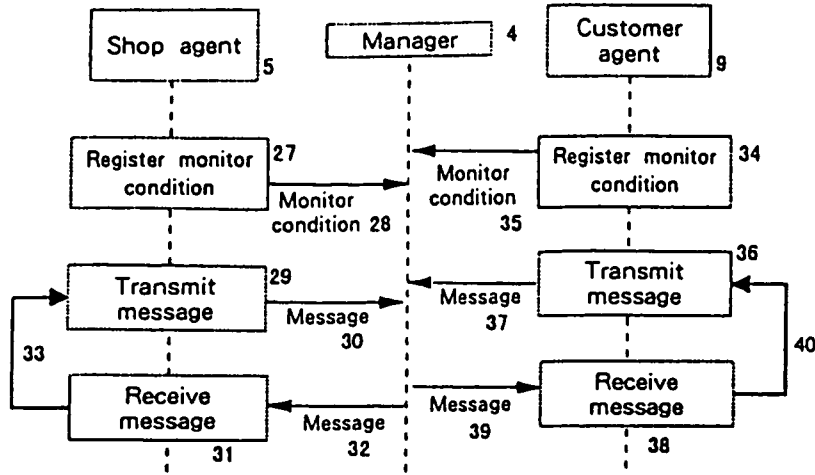 Shop agent
5
Manager
4
Customer
agent
9
Register monitor
condition
27
Monitor
condition 28
Monitor
condition
35
Register monitor
condition
34
Transmit
message
29
Message
30
Message
37
Transmit
message
36
33
40
Receive
message
31
Message
32
Message
39
Receive
message
38